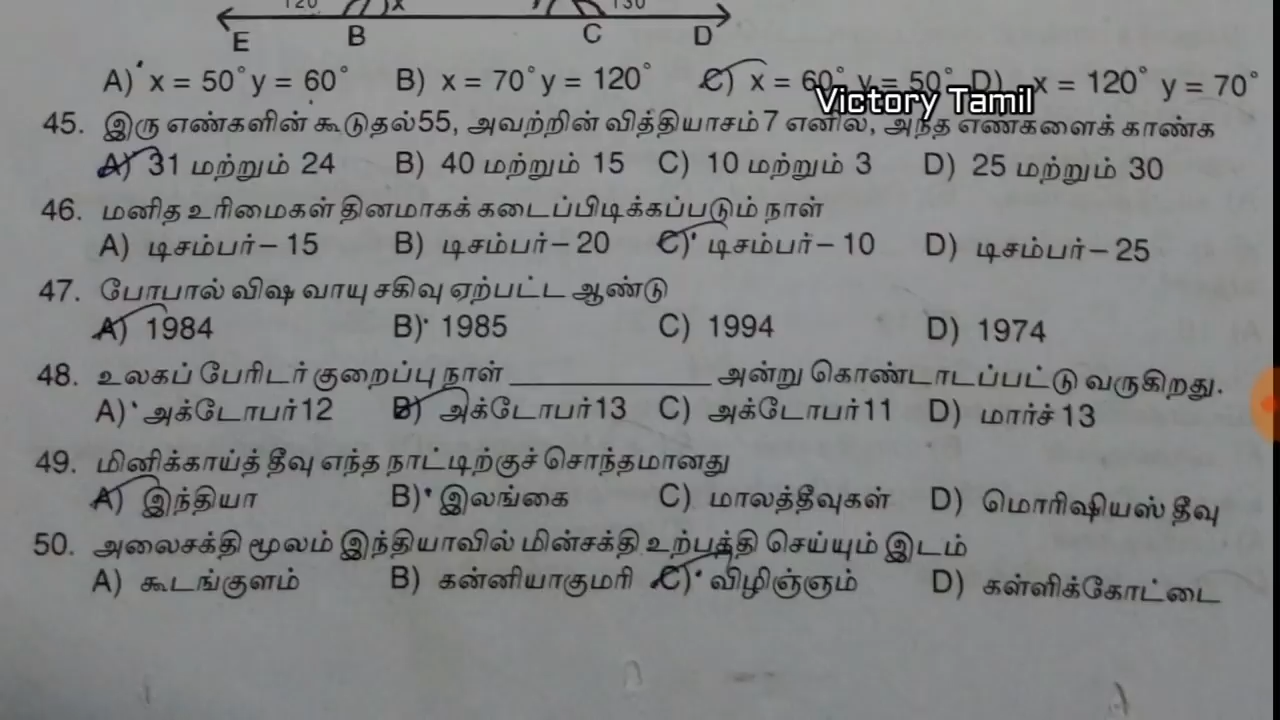 120 x y 130
E B C D
A) x = 50° y = 60° B) x = 70° y = 120° C) x = 60° y = 50° D) x = 120° y = 70°
Victory Tamil
45. இரு எண்களின் கூடுதல்55, அவற்றின் வித்தியாசம்7 எனில், அந்த எண்களைக் காண்க
A) 31 மற்றும் 24 B) 40 மற்றும் 15 C) 10 மற்றும் 3 D) 25 மற்றும் 30
46. மனித உரிமைகள் தினமாகக் கடைப்பிடிக்கப்படும் நாள்
A) டிசம்பர் – 15 B) டிசம்பர் – 20 C) டிசம்பர் – 10 D) டிசம்பர் – 25
47. போபால் விஷ வாயு சகிவு ஏற்பட்ட ஆண்டு
A) 1984 B) 1985 C) 1994 D) 1974
48. உலகப் பேரிடர் குறைப்பு நாள் ____________ அன்று கொண்டாடப்பட்டு வருகிறது.
A) அக்டோபர்12 B) அக்டோபர்13 C) அக்டோபர்11 D) மார்ச் 13
49. மினிக்காய்த் தீவு எந்த நாட்டிற்குச் சொந்தமானது
A) இந்தியா B) இலங்கை C) மாலத்தீவுகள் D) மொரிஷியஸ் தீவு
50. அலைசக்தி மூலம் இந்தியாவில் மின்சக்தி உற்பத்தி செய்யும் இடம்
A) கூடங்குளம் B) கன்னியாகுமரி C) விழிஞ்ஞம் D) கள்ளிக்கோட்டை